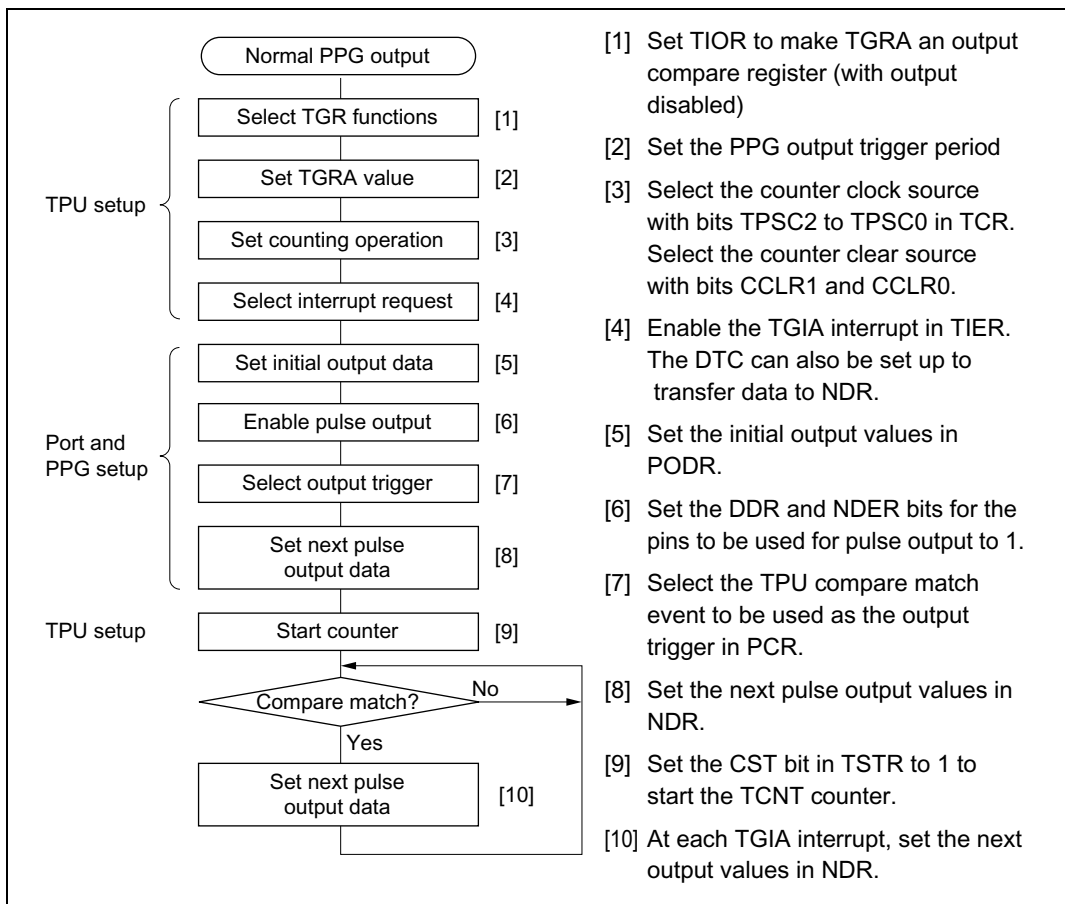 Normal PPG output
Select TGR functions [1]
Set TGRA value [2]
TPU setup
Set counting operation [3]
Select interrupt request [4]
Set initial output data [5]
Enable pulse output [6]
Port and
PPG setup
Select output trigger [7]
Set next pulse
output data
[8]
TPU setup
Start counter [9]
Compare match?
No
Yes
Set next pulse
output data
[10]
[1] Set TIOR to make TGRA an output
compare register (with output
disabled)
[2] Set the PPG output trigger period
[3] Select the counter clock source
with bits TPSC2 to TPSC0 in TCR.
Select the counter clear source
with bits CCLR1 and CCLR0.
[4] Enable the TGIA interrupt in TIER.
The DTC can also be set up to
transfer data to NDR.
[5] Set the initial output values in
PODR.
[6] Set the DDR and NDER bits for the
pins to be used for pulse output to 1.
[7] Select the TPU compare match
event to be used as the output
trigger in PCR.
[8] Set the next pulse output values in
NDR.
[9] Set the CST bit in TSTR to 1 to
start the TCNT counter.
[10] At each TGIA interrupt, set the next
output values in NDR.